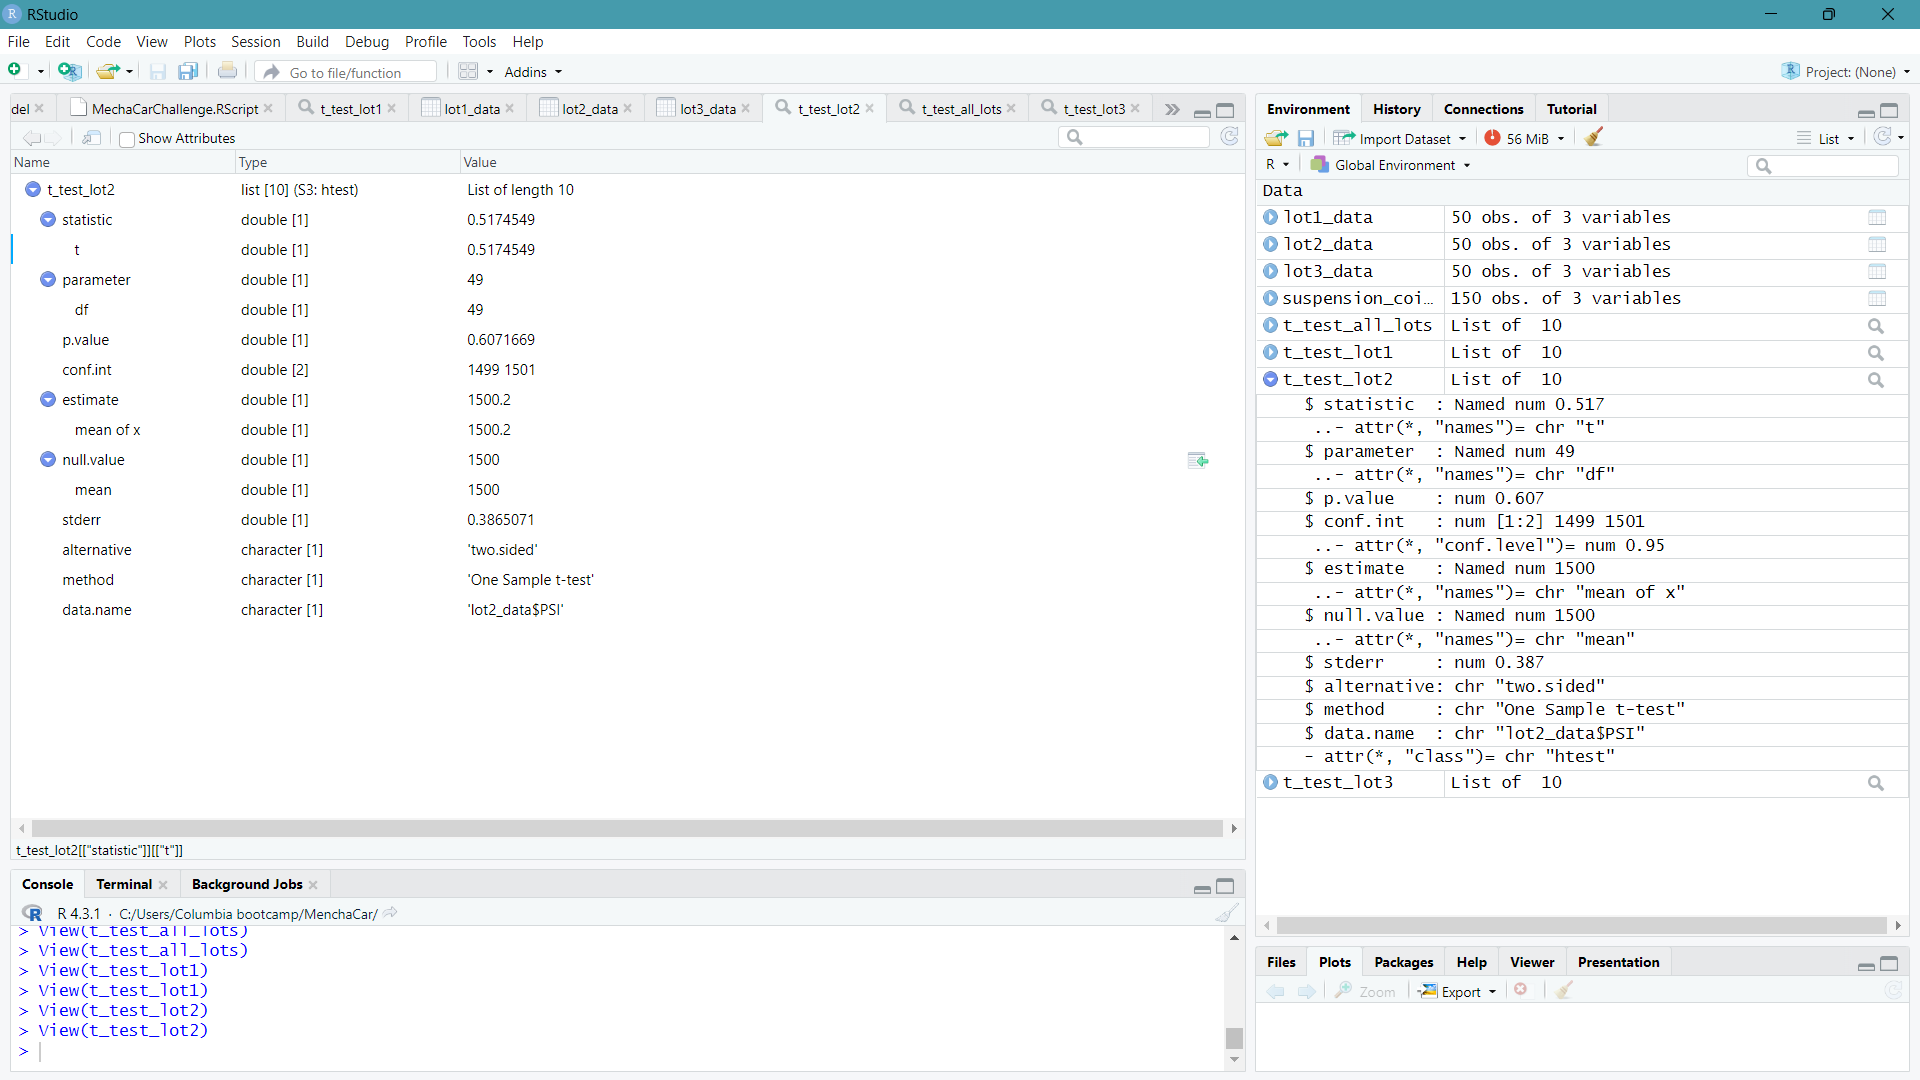 RStudio
File Edit Code View Plots Session Build Debug Profile Tools Help
Go to file/function Addins Project: (None)
del MechaCarChallenge.RScript t_test_lot1 lot1_data lot2_data lot3_data t_test_lot2 t_test_all_lots t_test_lot3
Show Attributes
Name Type Value
t_test_lot2 list [10] (S3: htest) List of length 10
statistic double [1] 0.5174549
t double [1] 0.5174549
parameter double [1] 49
df double [1] 49
p.value double [1] 0.6071669
conf.int double [2] 1499 1501
estimate double [1] 1500.2
mean of x double [1] 1500.2
null.value double [1] 1500
mean double [1] 1500
stderr double [1] 0.3865071
alternative character [1] 'two.sided'
method character [1] 'One Sample t-test'
data.name character [1] 'lot2_data$PSI'
t_test_lot2[["statistic"]][["t"]]
Console Terminal Background Jobs
R R 4.3.1 · C:/Users/Columbia bootcamp/MenchaCar/
> View(t_test_all_lots)
> View(t_test_all_lots)
> View(t_test_lot1)
> View(t_test_lot1)
> View(t_test_lot2)
> View(t_test_lot2)
>
Environment History Connections Tutorial
Import Dataset 56 MiB List
R Global Environment
Data
lot1_data 50 obs. of 3 variables
lot2_data 50 obs. of 3 variables
lot3_data 50 obs. of 3 variables
suspension_coi… 150 obs. of 3 variables
t_test_all_lots List of 10
t_test_lot1 List of 10
t_test_lot2 List of 10
$ statistic : Named num 0.517
..- attr(*, "names")= chr "t"
$ parameter : Named num 49
..- attr(*, "names")= chr "df"
$ p.value : num 0.607
$ conf.int : num [1:2] 1499 1501
..- attr(*, "conf.level")= num 0.95
$ estimate : Named num 1500
..- attr(*, "names")= chr "mean of x"
$ null.value : Named num 1500
..- attr(*, "names")= chr "mean"
$ stderr : num 0.387
$ alternative: chr "two.sided"
$ method : chr "One Sample t-test"
$ data.name : chr "lot2_data$PSI"
- attr(*, "class")= chr "htest"
t_test_lot3 List of 10
Files Plots Packages Help Viewer Presentation
Zoom Export